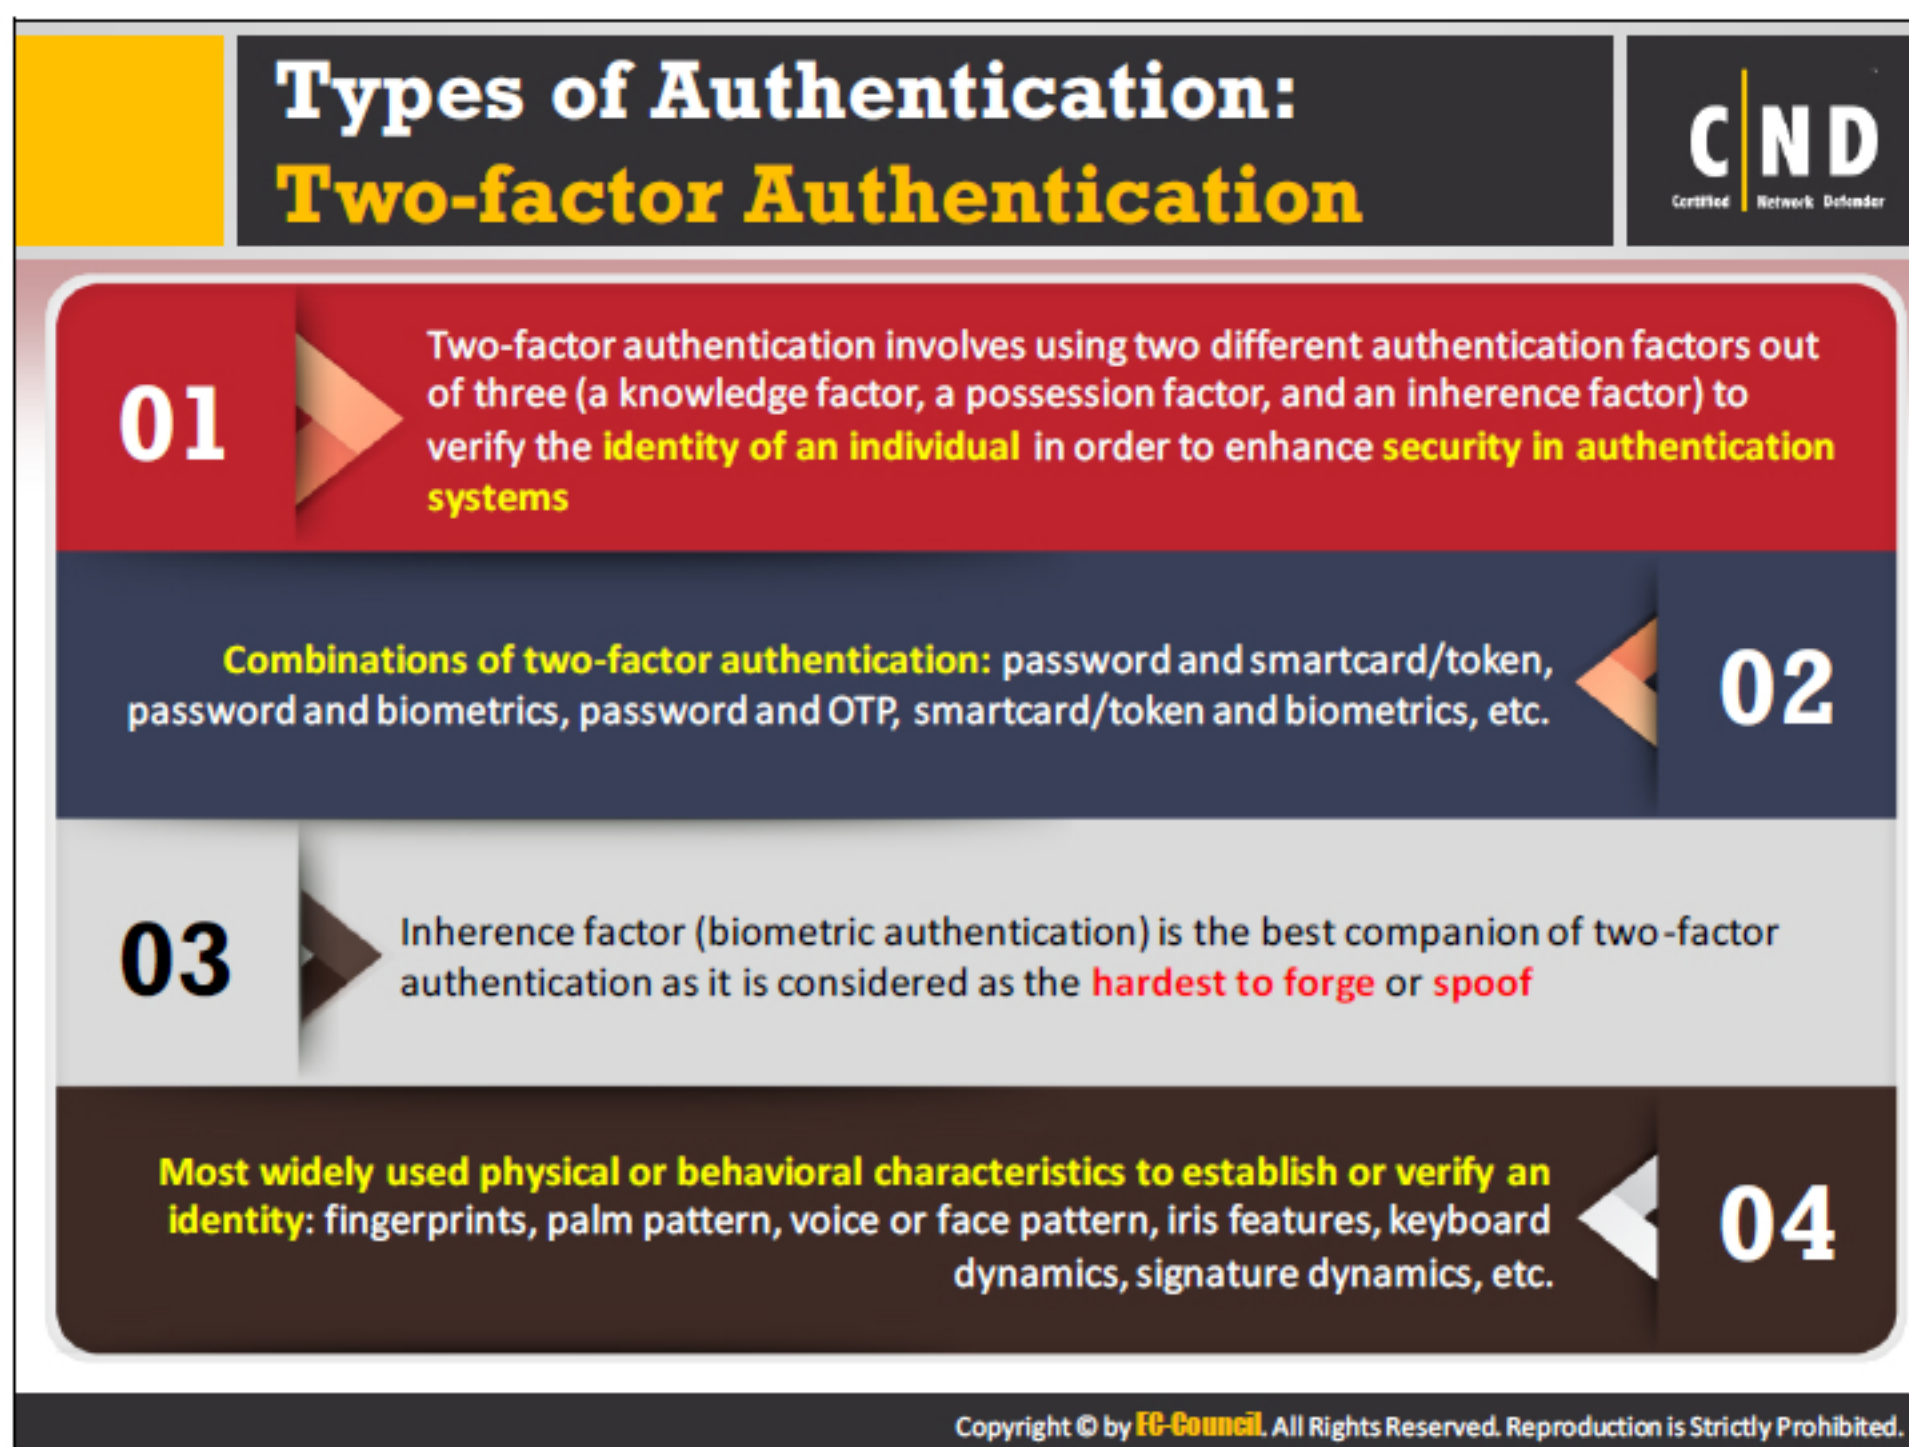 Types of Authentication:
Two-factor Authentication
C|ND
Certified Network Defender
01
Two-factor authentication involves using two different authentication factors out
of three (a knowledge factor, a possession factor, and an inherence factor) to
verify the identity of an individual in order to enhance security in authentication
systems
Combinations of two-factor authentication: password and smartcard/token,
password and biometrics, password and OTP, smartcard/token and biometrics, etc.
02
03
Inherence factor (biometric authentication) is the best companion of two-factor
authentication as it is considered as the hardest to forge or spoof
Most widely used physical or behavioral characteristics to establish or verify an
identity: fingerprints, palm pattern, voice or face pattern, iris features, keyboard
dynamics, signature dynamics, etc.
04
Copyright © by EC-Council. All Rights Reserved. Reproduction is Strictly Prohibited.